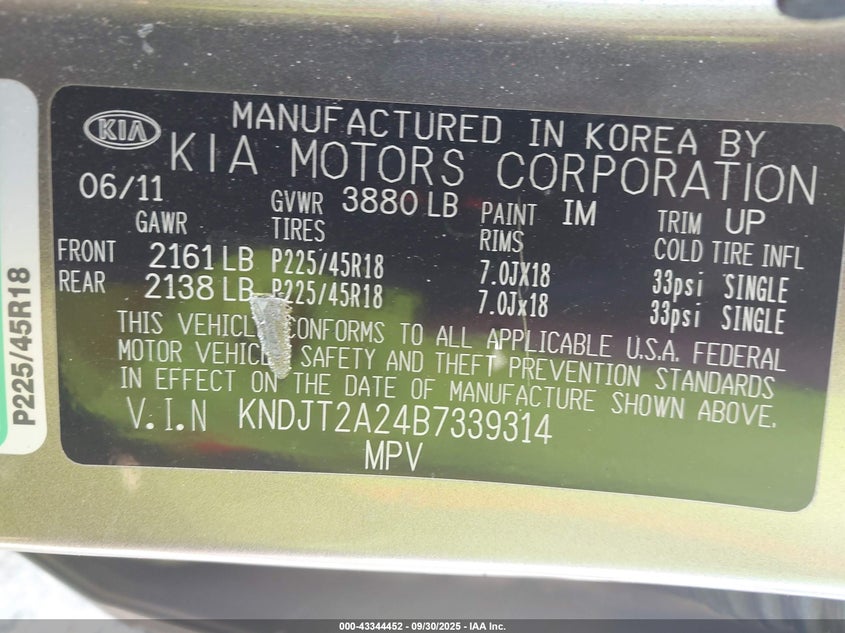 KIA
MANUFACTURED IN KOREA BY
KIA MOTORS CORPORATION
06/11 GVWR 3880 LB PAINT IM TRIM UP
GAWR TIRES RIMS COLD TIRE INFL
FRONT 2161 LB P225/45R18 7.0JX18 33psi SINGLE
REAR 2138 LB P225/45R18 7.0JX18 33psi SINGLE
THIS VEHICL CONFORMS TO ALL APPLICABLE U.S.A. FEDERAL
MOTOR VEHICL SAFETY AND THEFT PREVENTION STANDARDS
IN EFFECT ON THE DATE OF MANUFACTURE SHOWN ABOVE.
V.I.N KNDJT2A24B7339314
MPV
P225/45R18
000-43344452 - 09/30/2025 - IAA Inc.